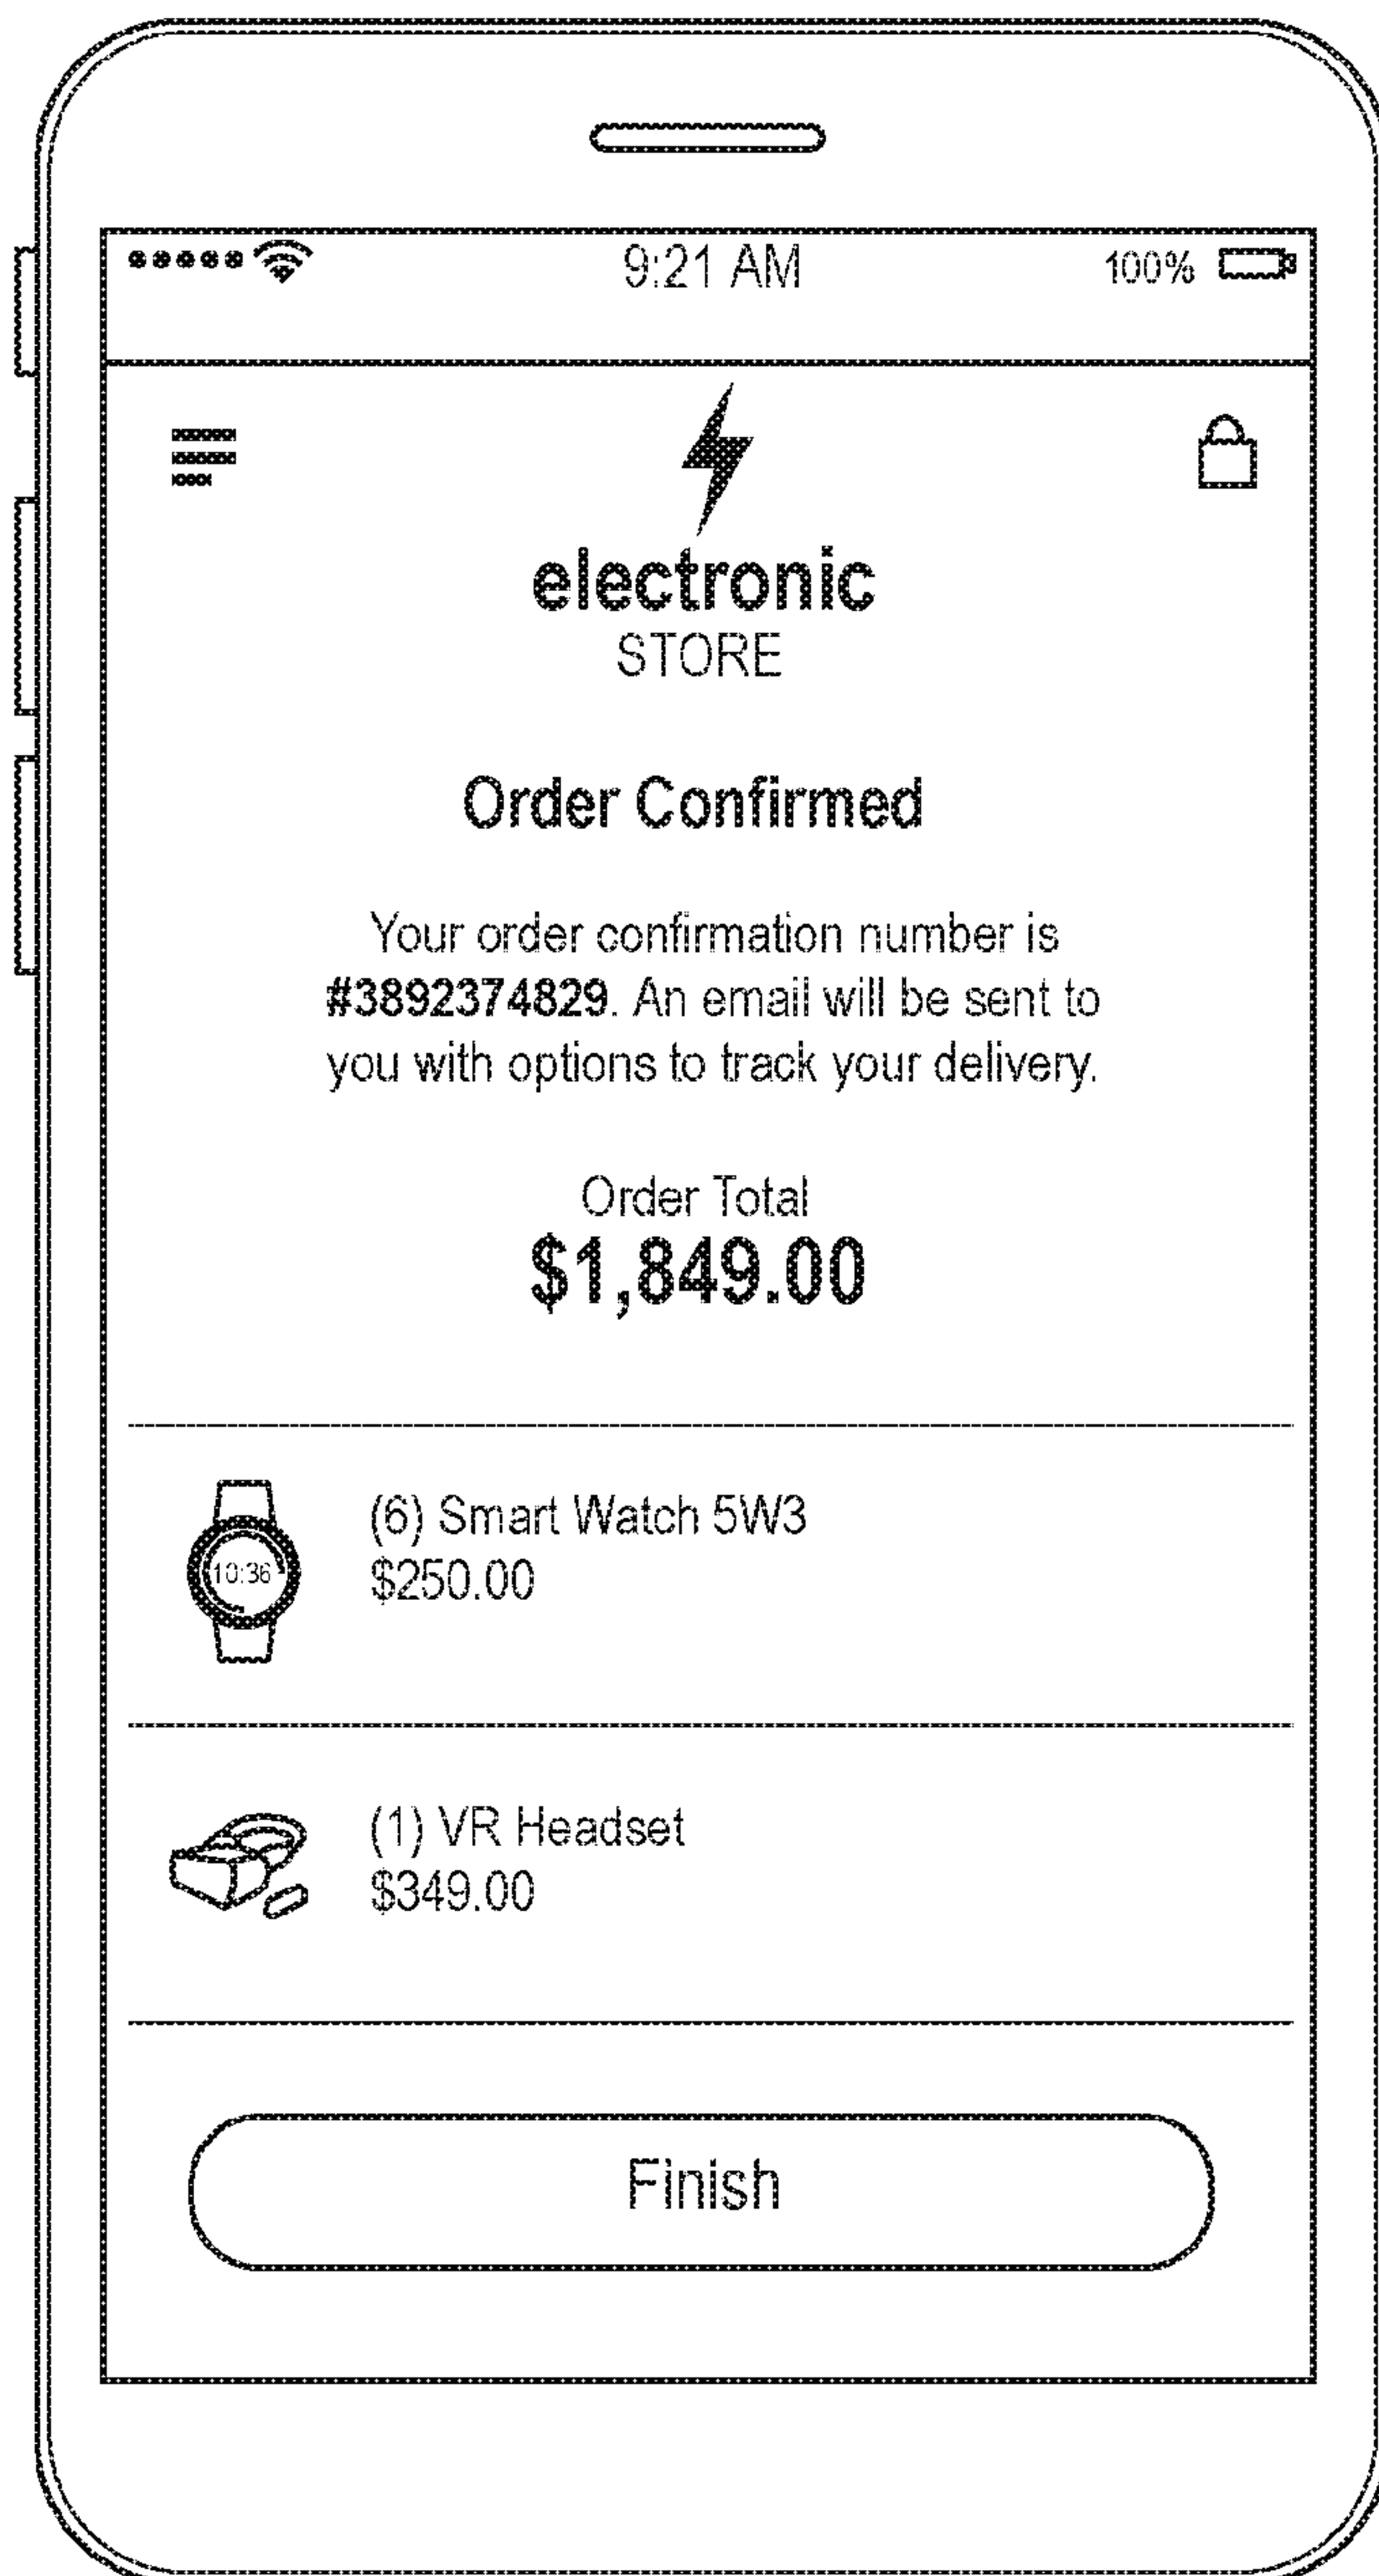 9:21 AM 100%
electronic
STORE
Order Confirmed
Your order confirmation number is
#3892374829. An email will be sent to
you with options to track your delivery.
Order Total
$1,849.00
(6) Smart Watch 5W3
10:36
$250.00
(1) VR Headset
$349.00
Finish